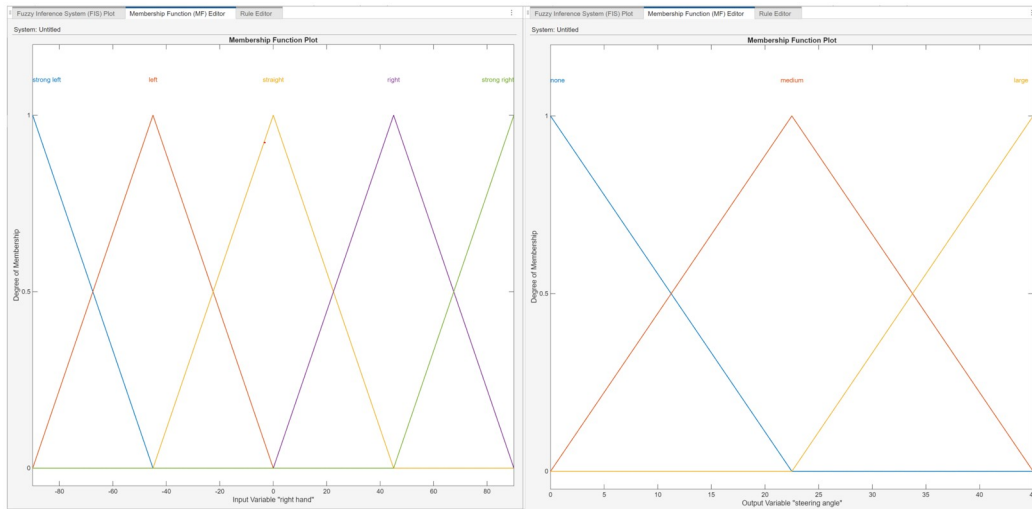 Fuzzy Inference System (FIS) Plot Membership Function (MF) Editor Rule Editor
System: Untitled
Membership Function Plot
strong left left straight right strong right
1
0.5
0
Degree of Membership
-80 -60 -40 -20 0 20 40 60 80
Input Variable "right hand"
Fuzzy Inference System (FIS) Plot Membership Function (MF) Editor Rule Editor
System: Untitled
Membership Function Plot
none medium large
1
0.5
0
Degree of Membership
0 5 10 15 20 25 30 35 40 45
Output Variable "steering angle"